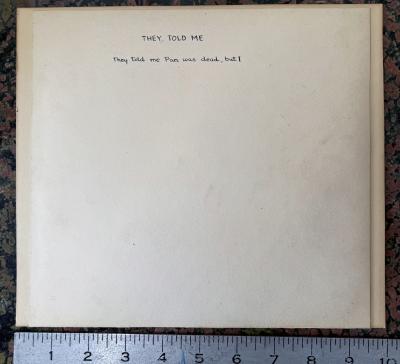 THEY TOLD ME
They told me Pan was dead, but I
1 2 3 4 5 6 7 8 9 10